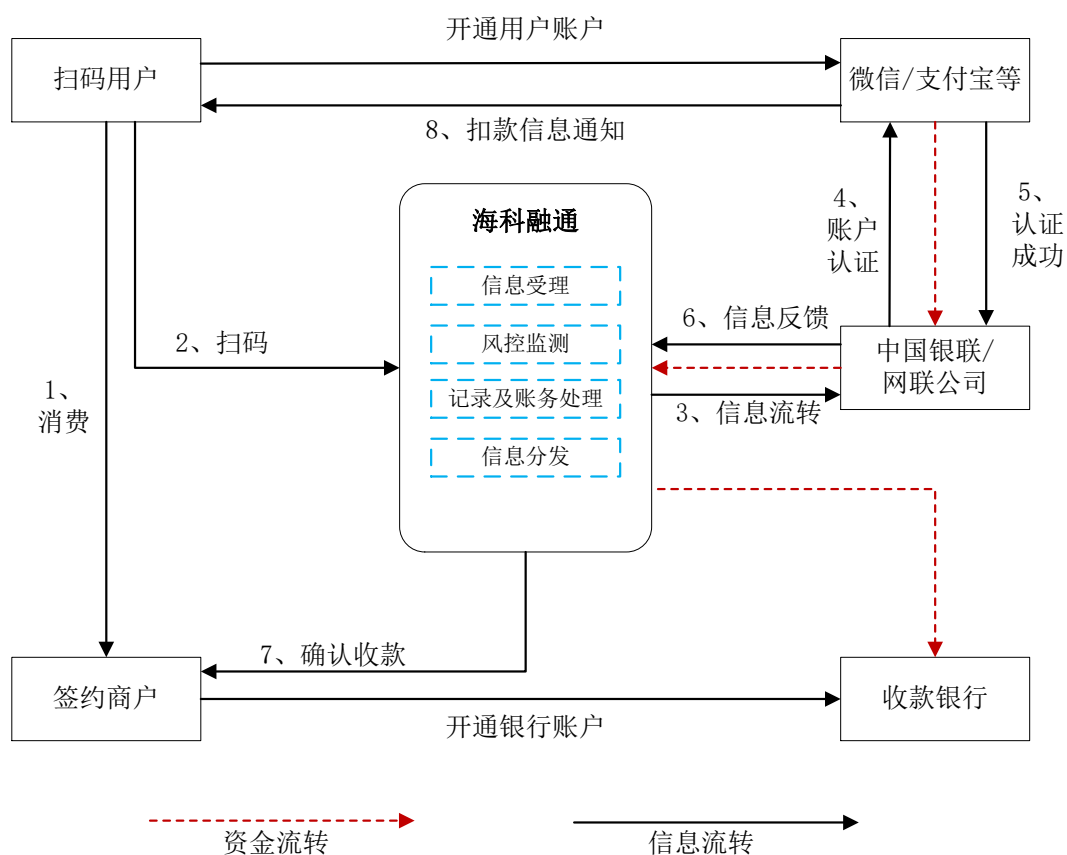 开通用户账户
扫码用户
微信/支付宝等
8、扣款信息通知
4、
账户
认证
5、
认证
成功
海科融通
信息受理
风控监测
记录及账务处理
信息分发
2、扫码
6、信息反馈
中国银联/
网联公司
3、信息流转
1、
消费
7、确认收款
签约商户
收款银行
开通银行账户
资金流转
信息流转